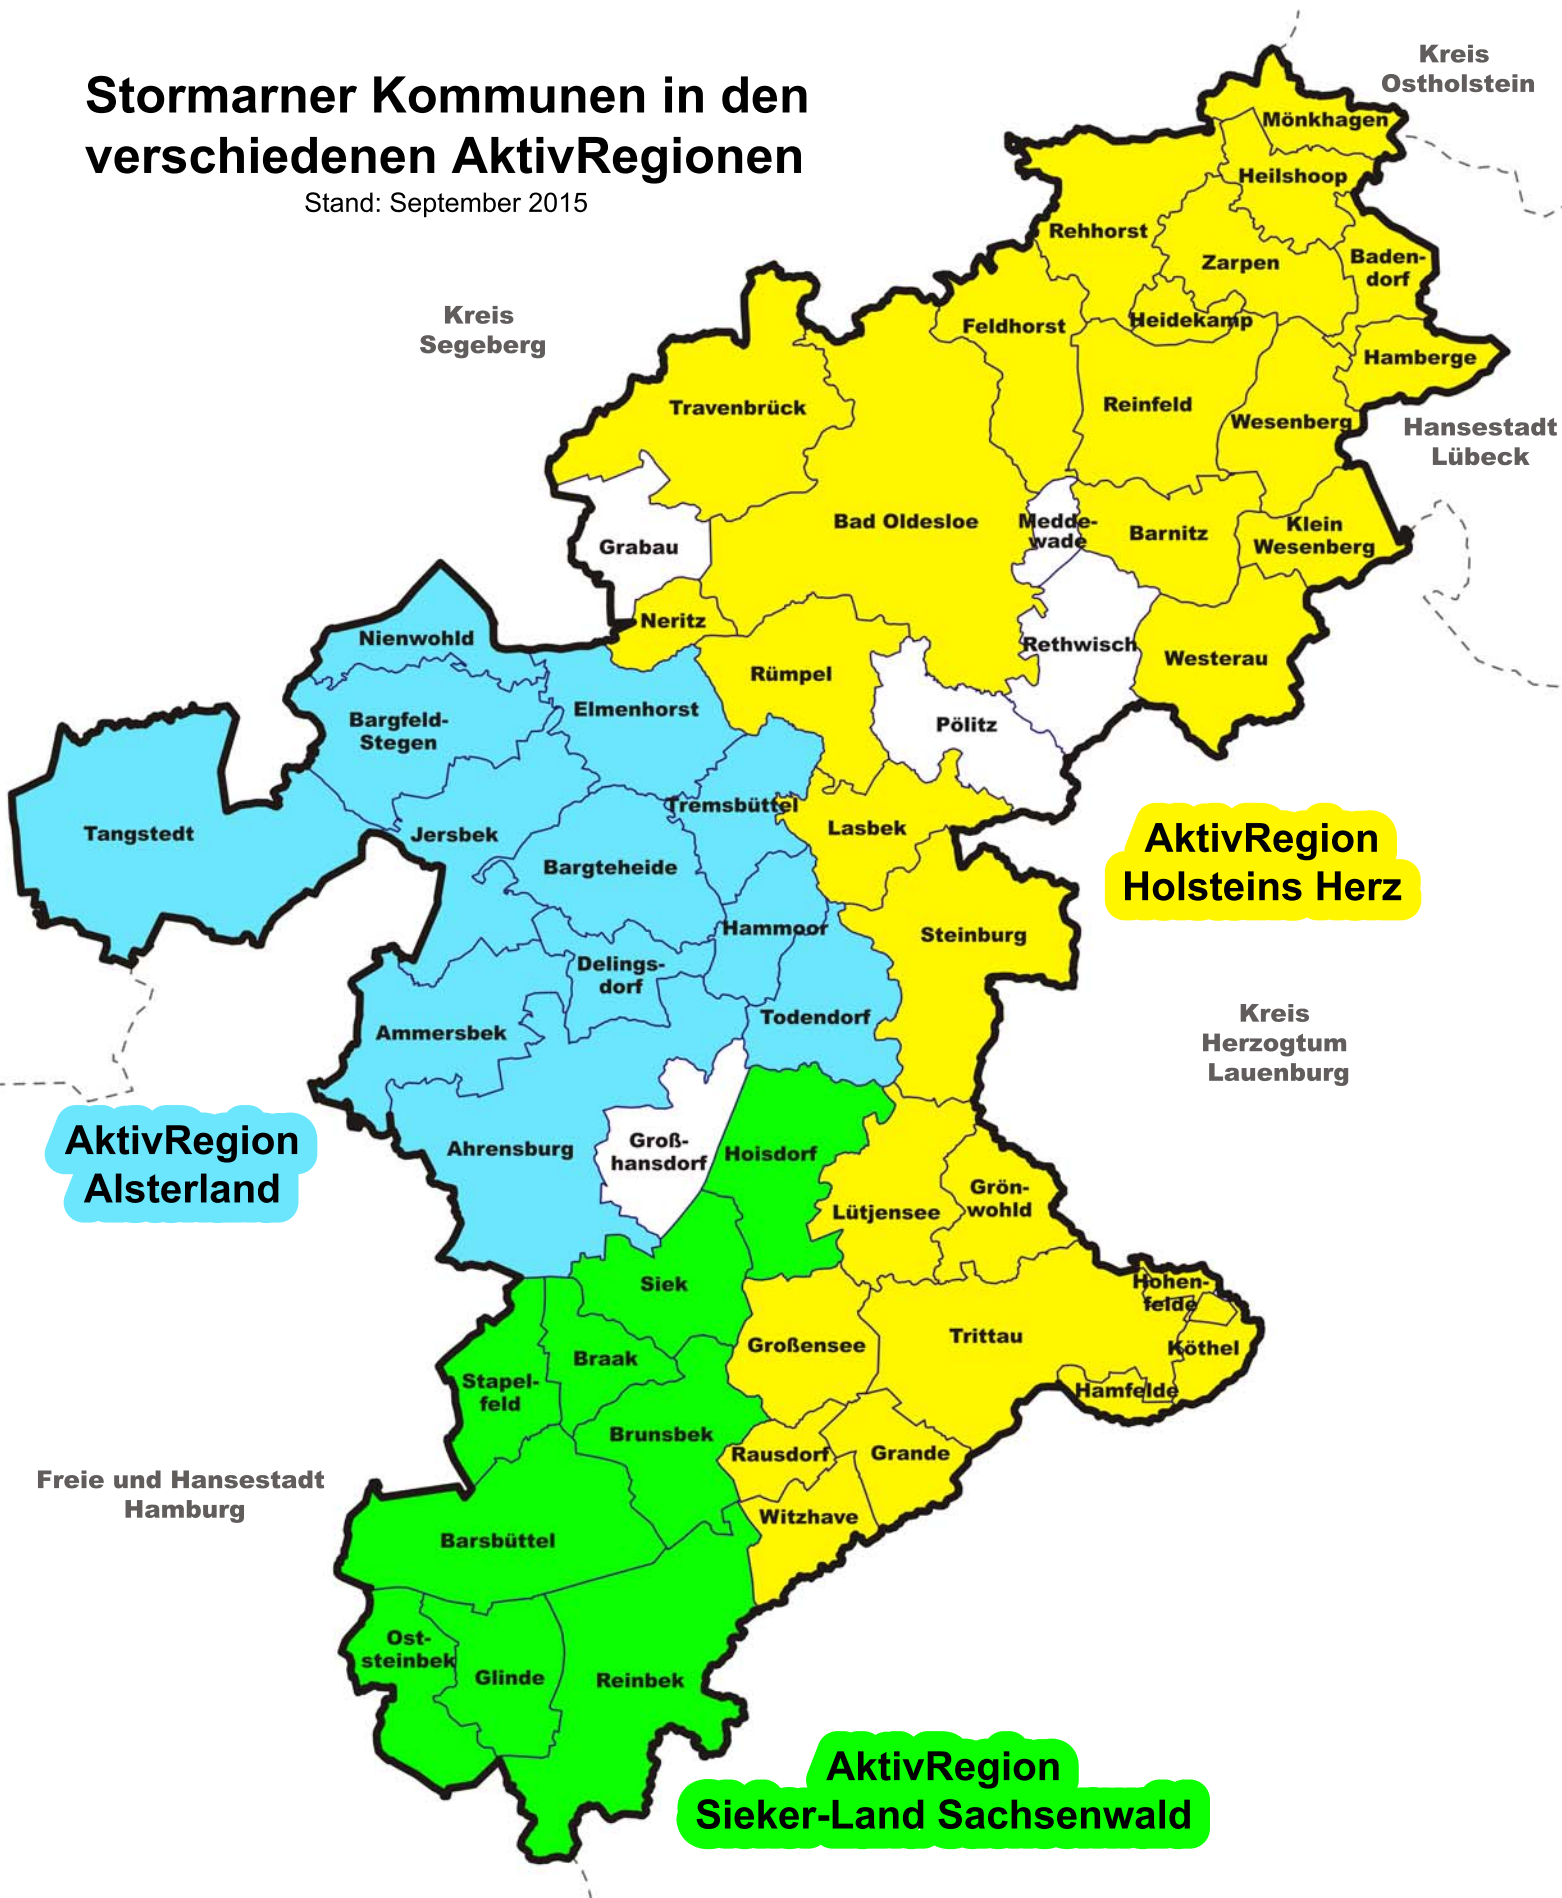 Stormarner Kommunen in den
verschiedenen AktivRegionen
Stand: September 2015
Kreis
Ostholstein
Mönkhagen
Heilshoop
Rehhorst
Zarpen
Baden-
dorf
Kreis
Segeberg
Feldhorst
Heidekamp
Hamberge
Travenbrück
Reinfeld
Wesenberg
Hansestadt
Lübeck
Bad Oldesloe
Medde-
wade
Barnitz
Klein
Wesenberg
Grabau
Neritz
Nienwohld
Rethwisch
Westerau
Rümpel
Elmenhorst
Bargfeld-
Stegen
Pölitz
Tangstedt
Jersbek
Tremsbüttel
Lasbek
AktivRegion
Holsteins Herz
Bargteheide
Hammoor
Steinburg
Delings-
dorf
Ammersbek
Todendorf
Kreis
Herzogtum
Lauenburg
AktivRegion
Alsterland
Ahrensburg
Groß-
hansdorf
Hoisdorf
Lütjensee
Grön-
wohld
Siek
Hohen-
felde
Großensee
Trittau
Köthel
Braak
Stapel-
feld
Hamfelde
Brunsbek
Rausdorf
Grande
Freie und Hansestadt
Hamburg
Witzhave
Barsbüttel
Ost-
steinbek
Glinde
Reinbek
AktivRegion
Sieker-Land Sachsenwald